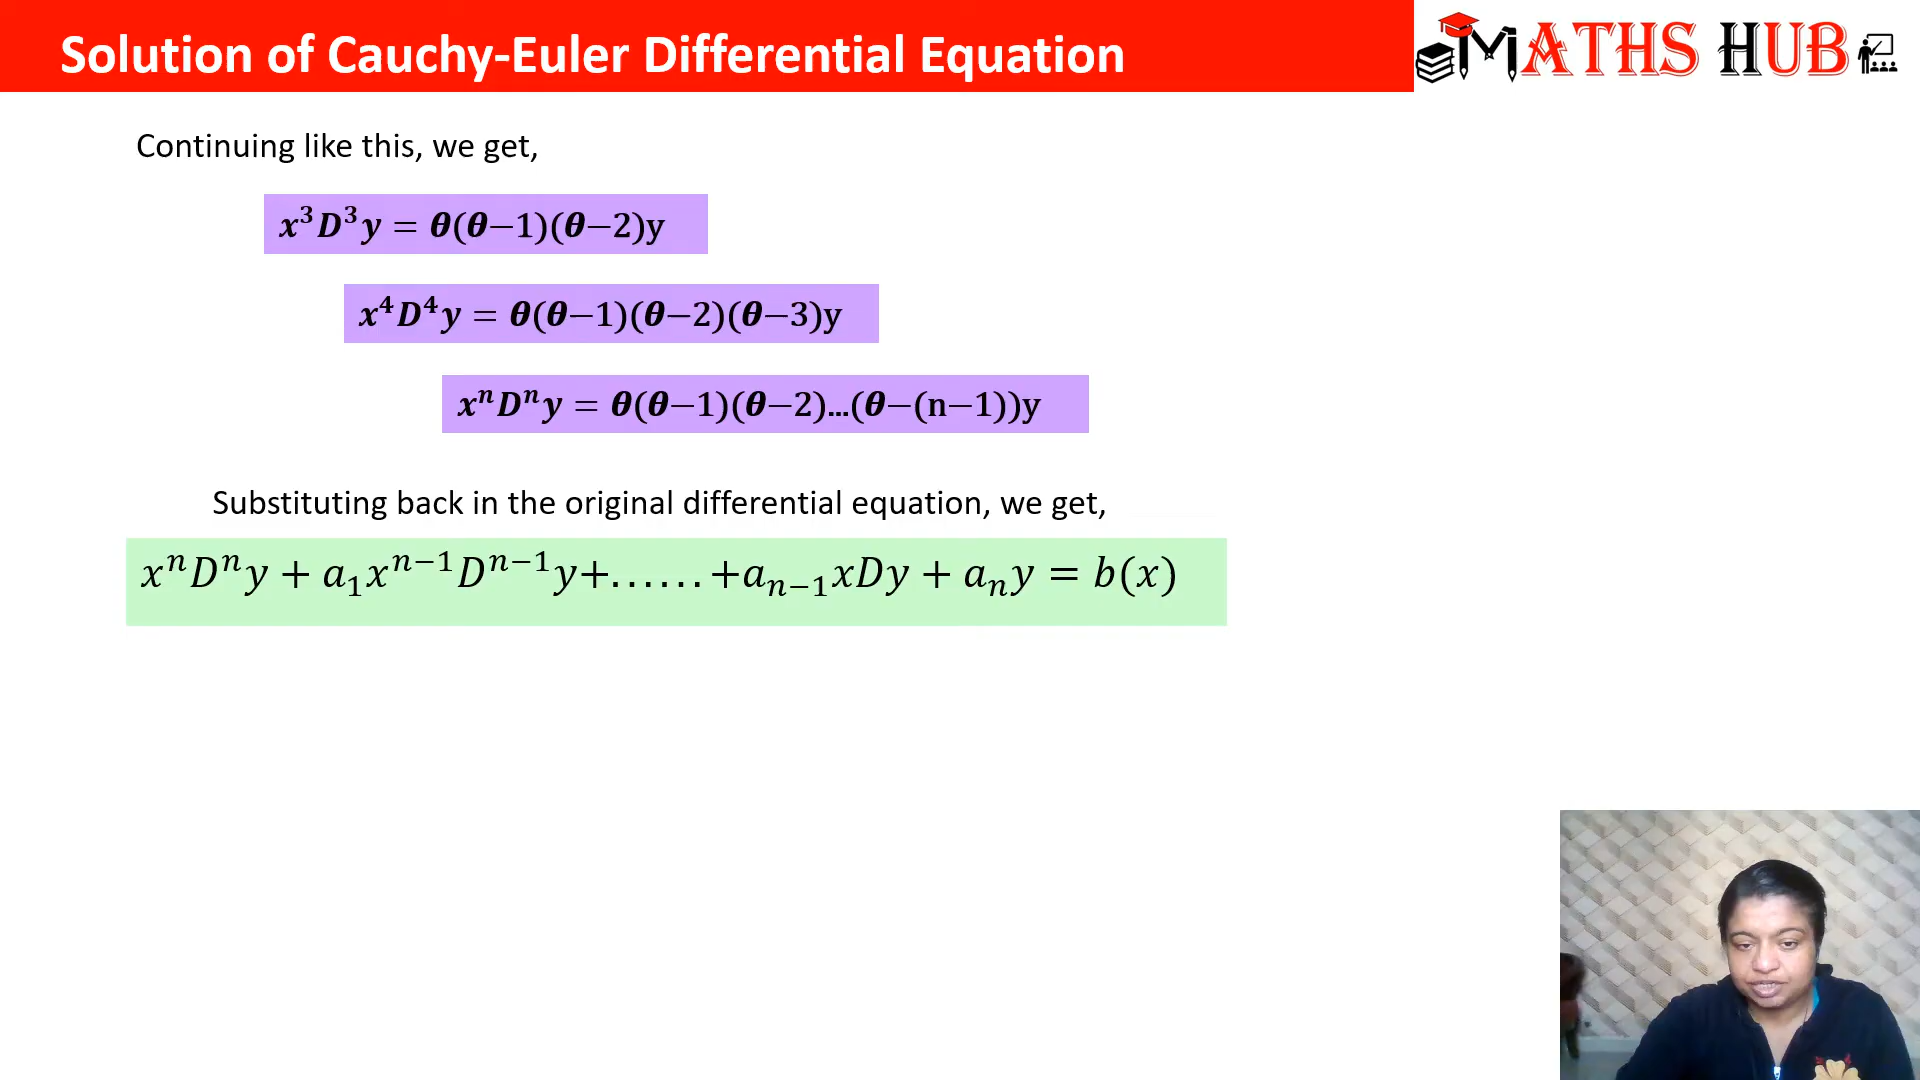 Solution of Cauchy-Euler Differential Equation
MATHS HUB
Continuing like this, we get,
x³D³y = θ(θ−1)(θ−2)y
x⁴D⁴y = θ(θ−1)(θ−2)(θ−3)y
xⁿDⁿy = θ(θ−1)(θ−2)...(θ−(n−1))y
Substituting back in the original differential equation, we get,
xⁿDⁿy + a₁xⁿ⁻¹Dⁿ⁻¹y+......+aₙ₋₁xDy + aₙy = b(x)